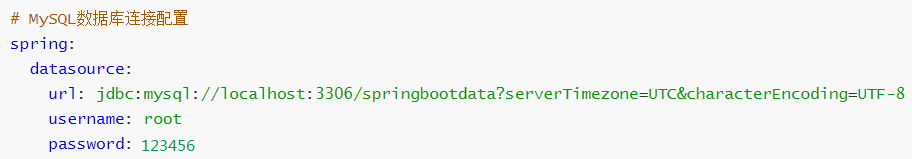 # MySQL数据库连接配置
spring:
  datasource:
    url: jdbc:mysql://localhost:3306/springbootdata?serverTimezone=UTC&characterEncoding=UTF-8
    username: root
    password: 123456